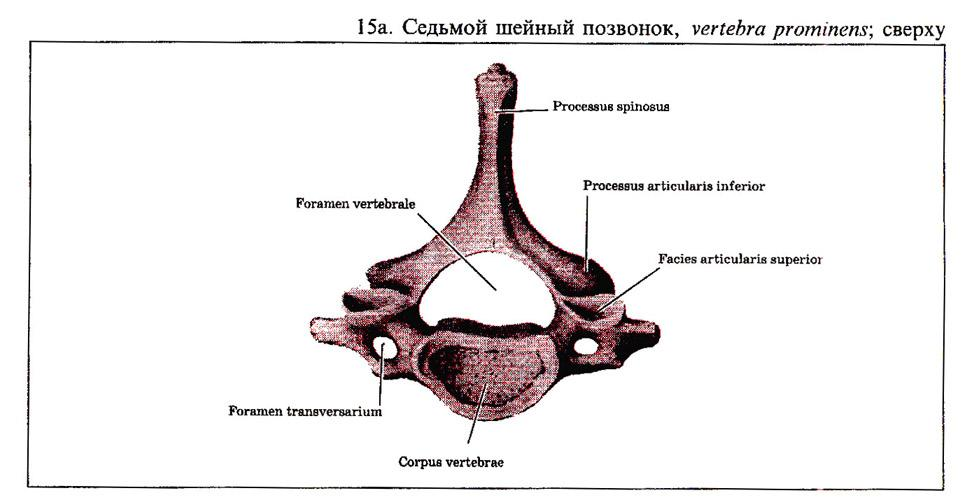 15а. Седьмой шейный позвонок, vertebra prominens; сверху
Processus spinosus
Processus articularis inferior
Foramen vertebrale
Facies articularis superior
Foramen transversarium
Corpus vertebrae